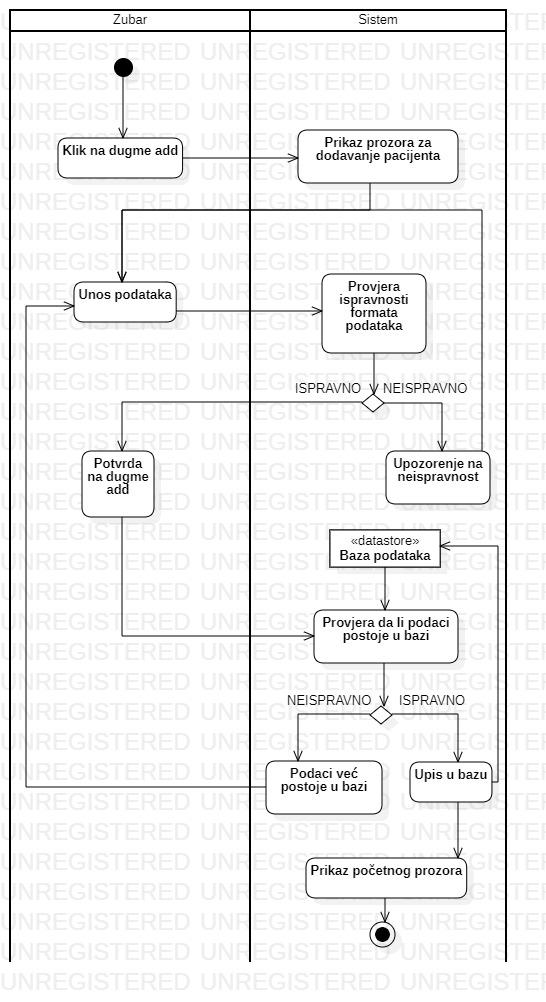 Zubar
Sistem
Klik na dugme add
Prikaz prozora za
dodavanje pacijenta
Unos podataka
Provjera
ispravnosti
formata
podataka
ISPRAVNO
NEISPRAVNO
Potvrda
na dugme
add
Upozorenje na
neispravnost
«datastore»
Baza podataka
Provjera da li podaci
postoje u bazi
NEISPRAVNO
ISPRAVNO
Podaci već
postoje u bazi
Upis u bazu
Prikaz početnog prozora
UNREGISTERED